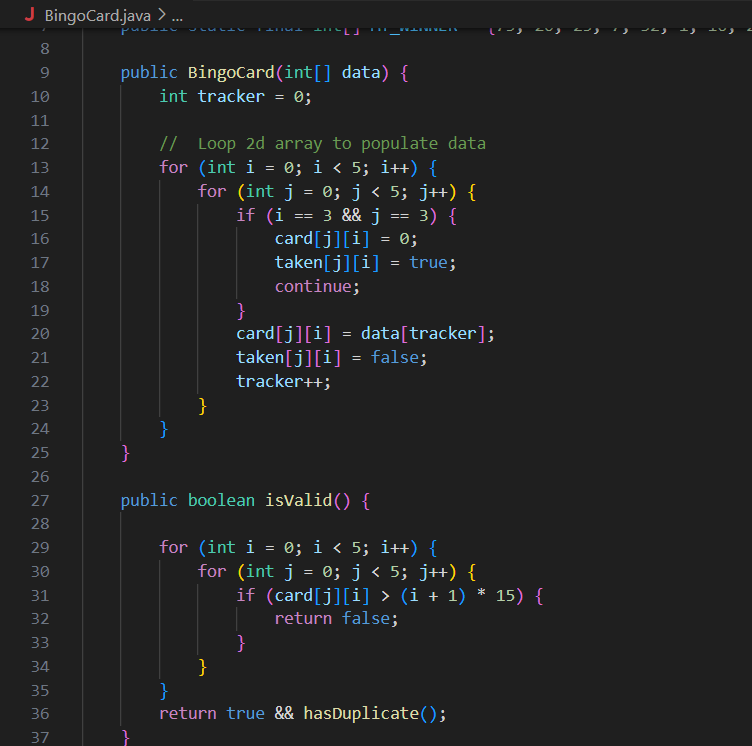 BingoCard.java > ...
8
9 public BingoCard(int[] data) {
10 int tracker = 0;
11
12 //  Loop 2d array to populate data
13 for (int i = 0; i < 5; i++) {
14 for (int j = 0; j < 5; j++) {
15 if (i == 3 && j == 3) {
16 card[j][i] = 0;
17 taken[j][i] = true;
18 continue;
19 }
20 card[j][i] = data[tracker];
21 taken[j][i] = false;
22 tracker++;
23 }
24 }
25 }
26
27 public boolean isValid() {
28
29 for (int i = 0; i < 5; i++) {
30 for (int j = 0; j < 5; j++) {
31 if (card[j][i] > (i + 1) * 15) {
32 return false;
33 }
34 }
35 }
36 return true && hasDuplicate();
37 }